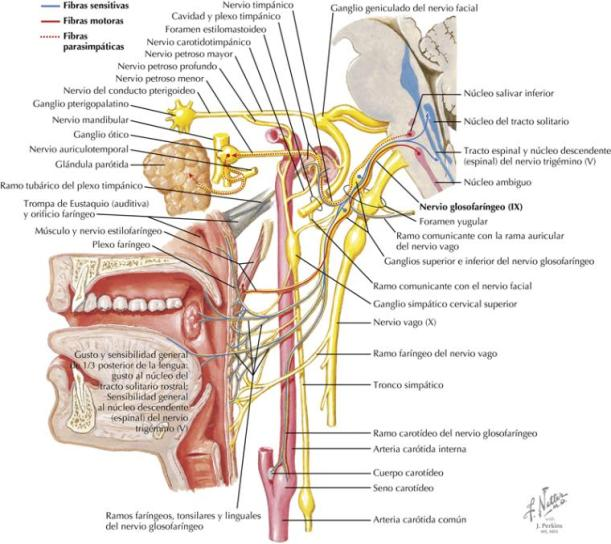 Fibras sensitivas
Fibras motoras
Fibras
parasimpáticas
Nervio timpánico
Cavidad y plexo timpánico
Foramen estilomastoideo
Nervio carotidotimpánico
Nervio petroso mayor
Nervio petroso profundo
Nervio petroso menor
Nervio del conducto pterigoideo
Ganglio pterigopalatino
Nervio mandibular
Ganglio ótico
Nervio auriculotemporal
Glándula parótida
Ramo tubárico del plexo timpánico
Trompa de Eustaquio (auditiva)
y orificio faríngeo
Músculo y nervio estilofaríngeo
Plexo faríngeo
Gusto y sensibilidad general
de 1/3 posterior de la lengua:
gusto al núcleo del
tracto solitario rostral;
Sensibilidad general
al núcleo descendente
(espinal) del nervio
trigémino (V)
Ramos faríngeos, tonsilares y linguales
del nervio glosofaríngeo
Ganglio geniculado del nervio facial
Núcleo salivar inferior
Núcleo del tracto solitario
Tracto espinal y núcleo descendente
(espinal) del nervio trigémino (V)
Núcleo ambiguo
Nervio glosofaríngeo (IX)
Foramen yugular
Ramo comunicante con la rama auricular
del nervio vago
Ganglios superior e inferior del nervio glosofaríngeo
Ramo comunicante con el nervio facial
Ganglio simpático cervical superior
Nervio vago (X)
Ramo faríngeo del nervio vago
Tronco simpático
Ramo carotídeo del nervio glosofaríngeo
Arteria carótida interna
Cuerpo carotídeo
Seno carotídeo
Arteria carótida común
F. Netter
M.D.
with
J. Perkins
MS, MFA